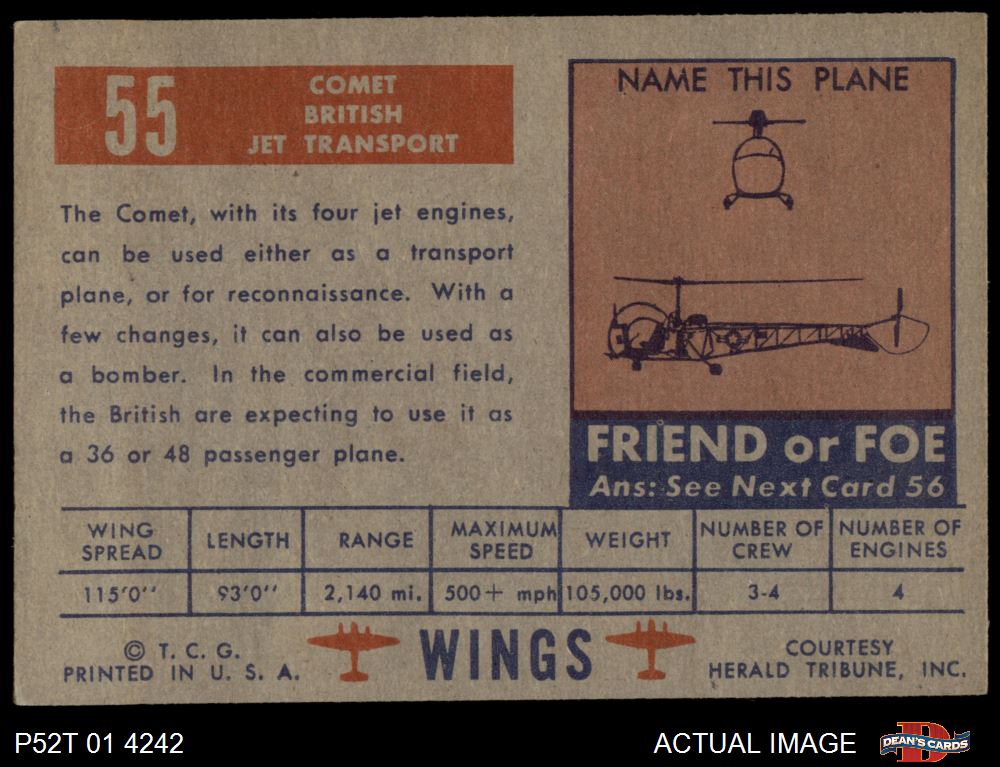 55
COMET
BRITISH
JET TRANSPORT
The Comet, with its four jet engines,
can be used either as a transport
plane, or for reconnaissance. With a
few changes, it can also be used as
a bomber. In the commercial field,
the British are expecting to use it as
a 36 or 48 passenger plane.
NAME THIS PLANE
FRIEND or FOE
Ans: See Next Card 56
WING SPREAD LENGTH RANGE MAXIMUM SPEED WEIGHT NUMBER OF CREW NUMBER OF ENGINES
115'0'' 93'0'' 2,140 mi. 500+ mph 105,000 lbs. 3-4 4
© T. C. G.
PRINTED IN U. S. A.
WINGS
COURTESY
HERALD TRIBUNE, INC.
P52T 01 4242
ACTUAL IMAGE
D
DEAN'S CARDS